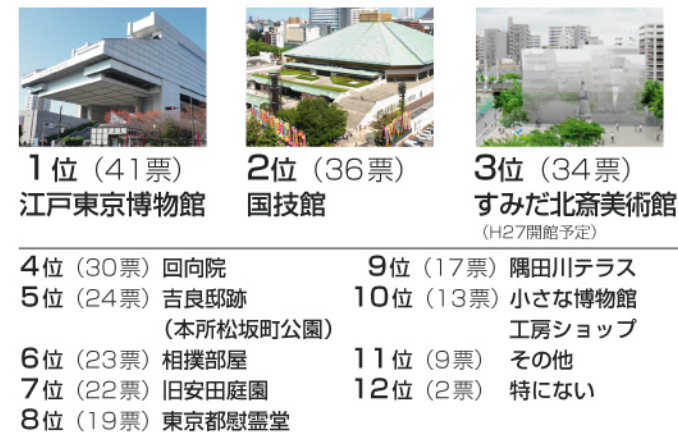 1位（41票）
江戸東京博物館
2位（36票）
国技館
3位（34票）
すみだ北斎美術館
（H27開館予定）
4位（30票）回向院
5位（24票）吉良邸跡
（本所松坂町公園）
6位（23票）相撲部屋
7位（22票）旧安田庭園
8位（19票）東京都慰霊堂
9位（17票）隅田川テラス
10位（13票）小さな博物館
工房ショップ
11位（9票） その他
12位（2票） 特にない